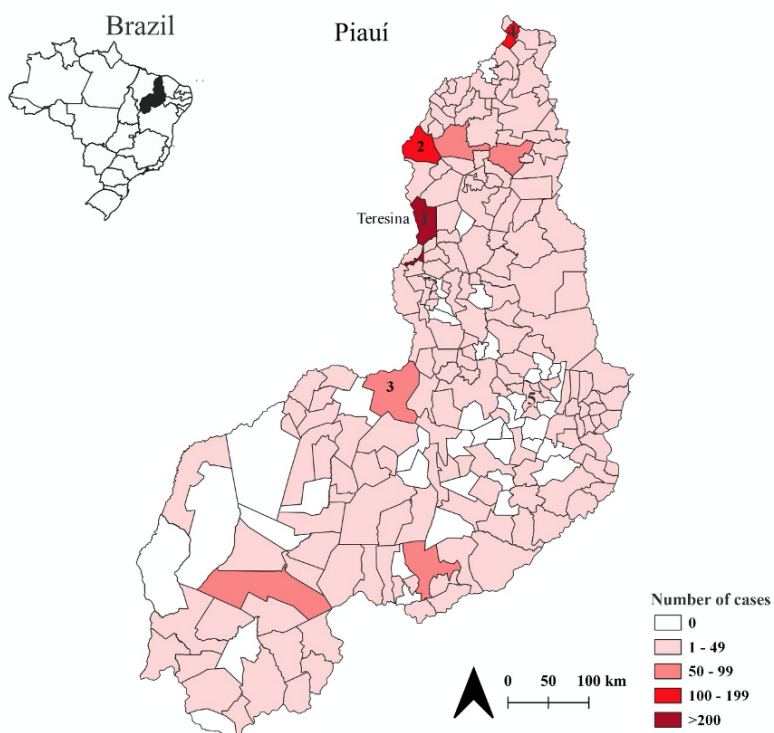 Brazil
Piauí
4
2
Teresina
1
3
5
Number of cases
0
1 - 49
50 - 99
100 - 199
>200
0 50 100 km